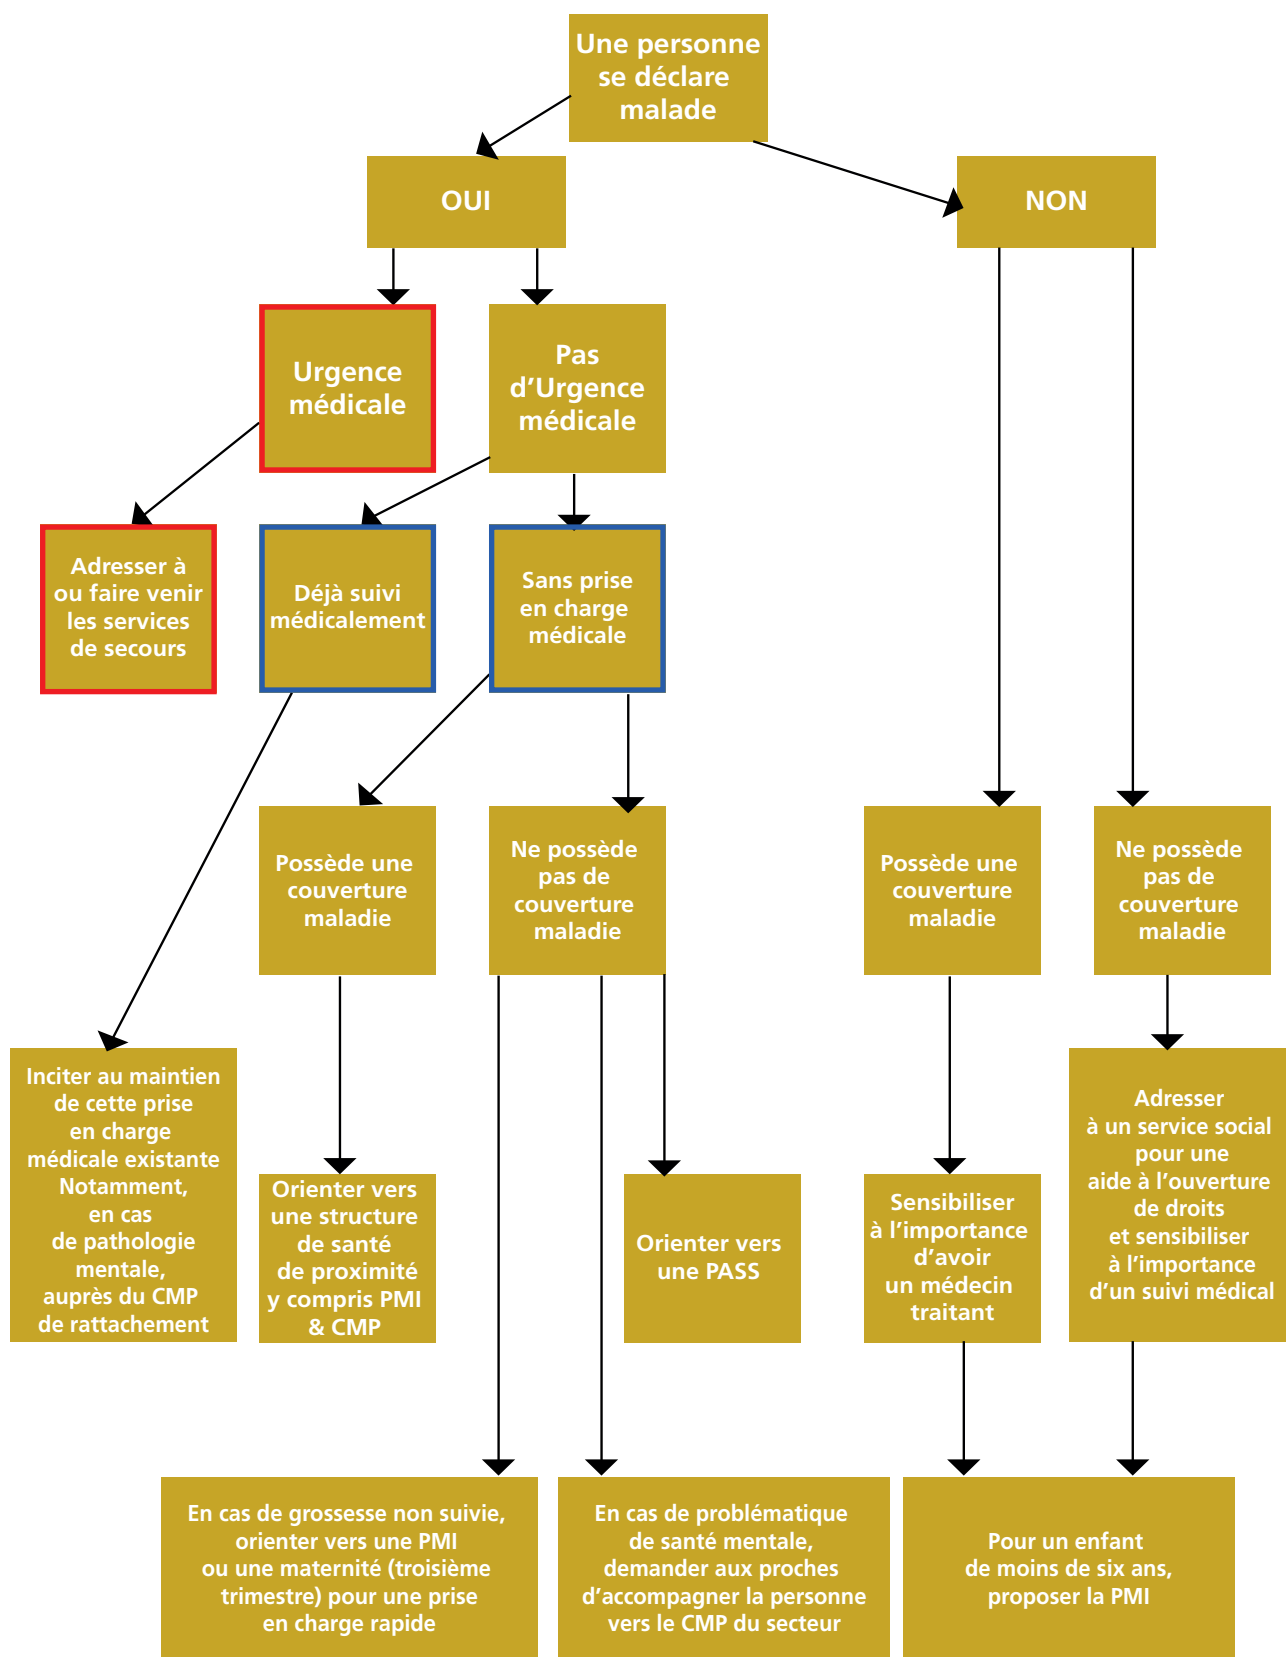 Une personne
se déclare
malade
OUI
NON
Urgence
médicale
Pas
d’Urgence
médicale
Adresser à
ou faire venir
les services
de secours
Déjà suivi
médicalement
Sans prise
en charge
médicale
Possède une
couverture
maladie
Ne possède
pas de
couverture
maladie
Possède une
couverture
maladie
Ne possède
pas de
couverture
maladie
Inciter au maintien
de cette prise
en charge
médicale existante
Notamment,
en cas
de pathologie
mentale,
auprès du CMP
de rattachement
Orienter vers
une structure
de santé
de proximité
y compris PMI
& CMP
Orienter vers
une PASS
Sensibiliser
à l’importance
d’avoir
un médecin
traitant
Adresser
à un service social
pour une
aide à l’ouverture
de droits
et sensibiliser
à l’importance
d’un suivi médical
En cas de grossesse non suivie,
orienter vers une PMI
ou une maternité (troisième
trimestre) pour une prise
en charge rapide
En cas de problématique
de santé mentale,
demander aux proches
d’accompagner la personne
vers le CMP du secteur
Pour un enfant
de moins de six ans,
proposer la PMI